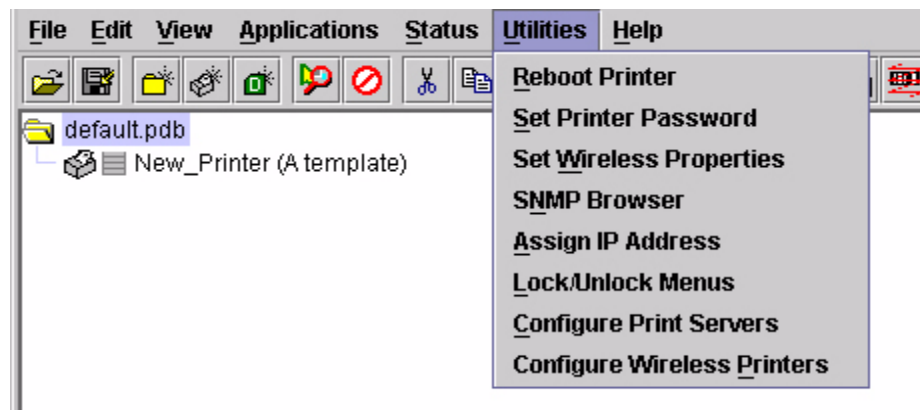 File Edit View Applications Status Utilities Help
Reboot Printer
default.pdb
Set Printer Password
New_Printer (A template)
Set Wireless Properties
SNMP Browser
Assign IP Address
Lock/Unlock Menus
Configure Print Servers
Configure Wireless Printers